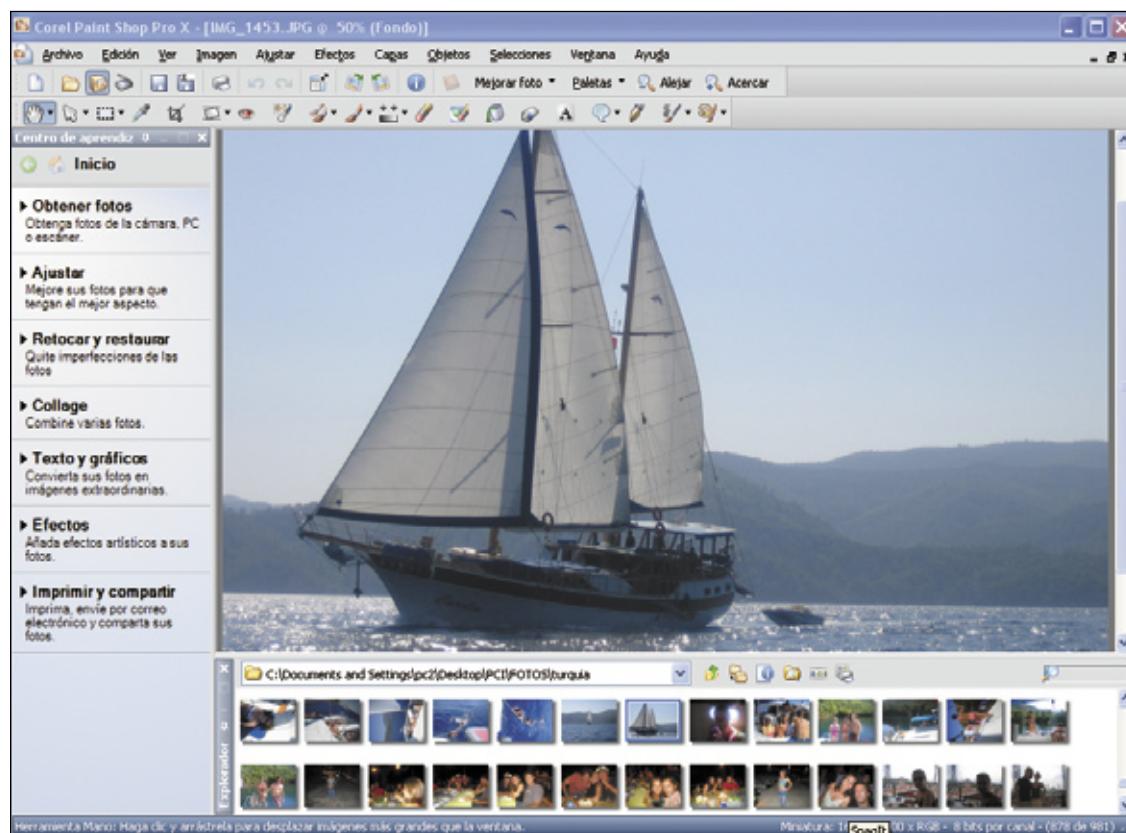 Corel Paint Shop Pro X - [IMG_1453.JPG @ 50% (Fondo)]
Archivo Edición Ver Imagen Ajustar Efectos Capas Objetos Selecciones Ventana Ayuda
Mejorar foto Paletas Alejar Acercar
Centro de aprendiz
Inicio
Obtener fotos
Obtenga fotos de la cámara, PC
o escáner.
Ajustar
Mejore sus fotos para que
tengan el mejor aspecto.
Retocar y restaurar
Quite imperfecciones de las
fotos
Collage
Combine varias fotos.
Texto y gráficos
Convierta sus fotos en
imágenes extraordinarias.
Efectos
Añada efectos artísticos a sus
fotos.
Imprimir y compartir
Imprima, envíe por correo
electrónico y comparta sus
fotos.
C:\Documents and Settings\pc2\Desktop\PCI\FOTOS\turquia
Explorador
Herramienta Mano: Haga clic y arrástrela para desplazar imágenes más grandes que la ventana.
Miniatura: SnagIt x RGB - 8 bits por canal - (878 de 981)